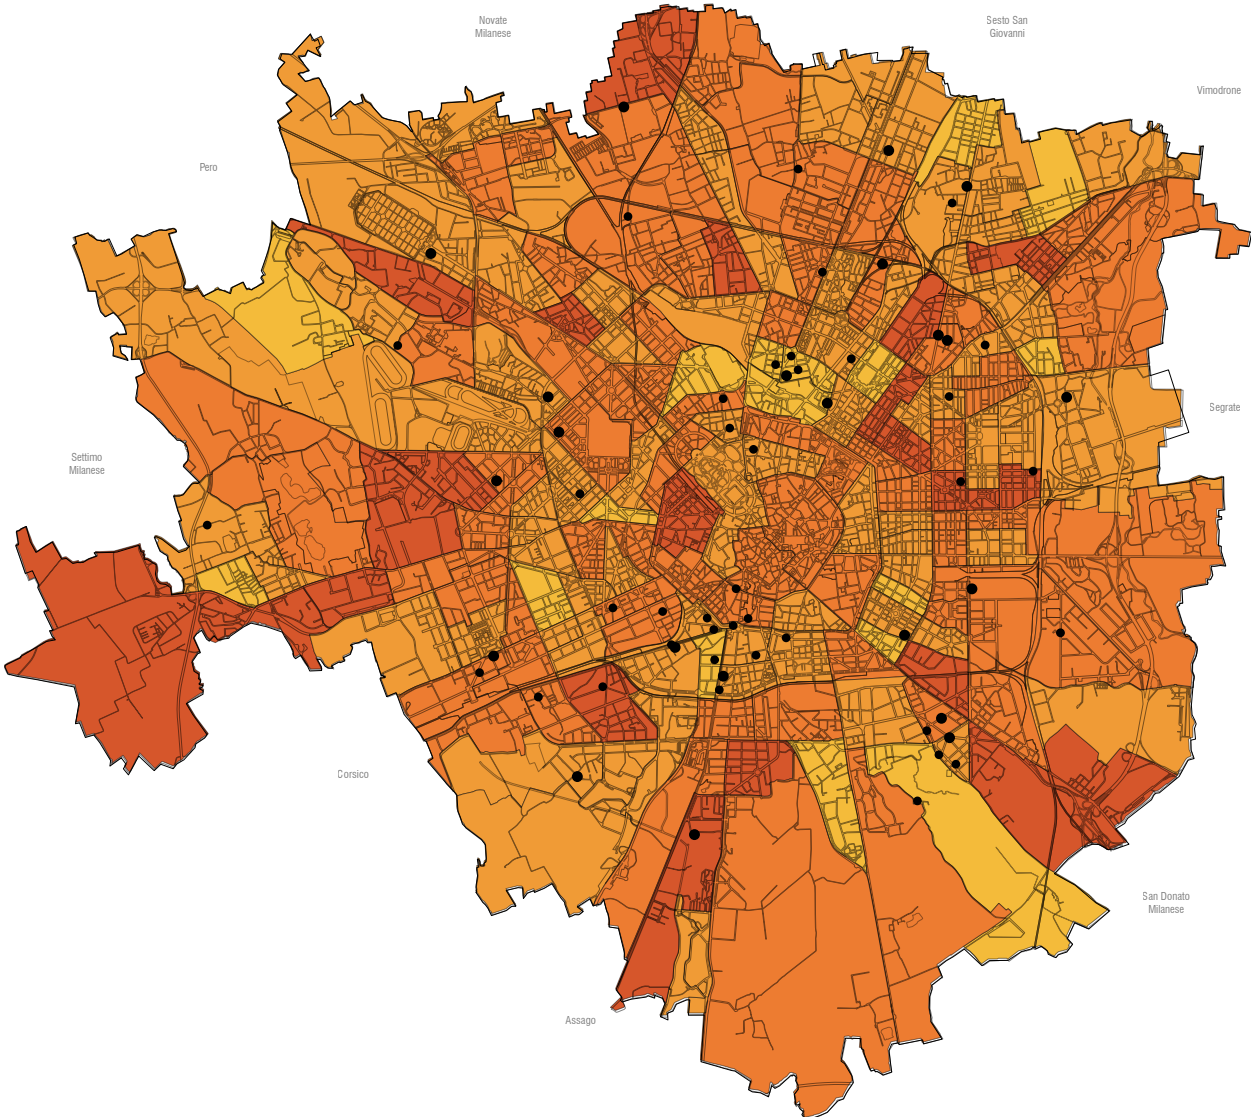 Novate
Milanese
Sesto San
Giovanni
Vimodrone
Pero
Segrate
Settimo
Milanese
Corsico
San Donato
Milanese
Assago